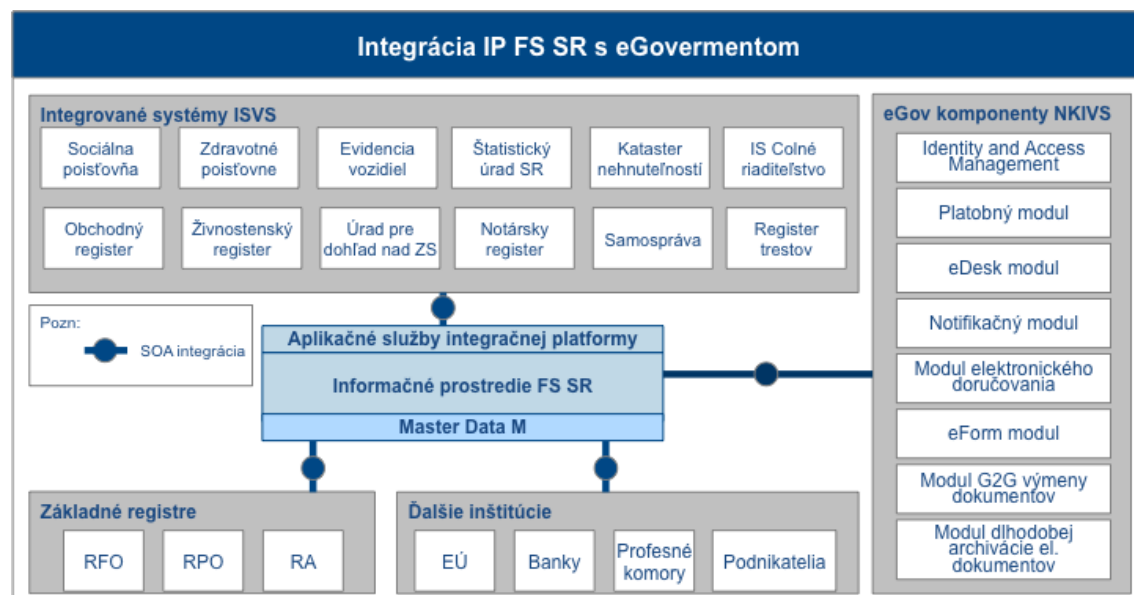 Integrácia IP FS SR s eGovermentom
Integrované systémy ISVS
Sociálna
poisťovňa
Zdravotné
poisťovne
Evidencia
vozidiel
Štatistický
úrad SR
Kataster
nehnuteľností
IS Colné
riaditeľstvo
Obchodný
register
Živnostenský
register
Úrad pre
dohľad nad ZS
Notársky
register
Samospráva
Register
trestov
eGov komponenty NKIVS
Identity and Access
Management
Platobný modul
eDesk modul
Notifikačný modul
Modul elektronického
doručovania
eForm modul
Modul G2G výmeny
dokumentov
Modul dlhodobej
archivácie el.
dokumentov
Pozn:
SOA integrácia
Aplikačné služby integračnej platformy
Informačné prostredie FS SR
Master Data M
Základné registre
RFO
RPO
RA
Ďalšie inštitúcie
EÚ
Banky
Profesné
komory
Podnikatelia